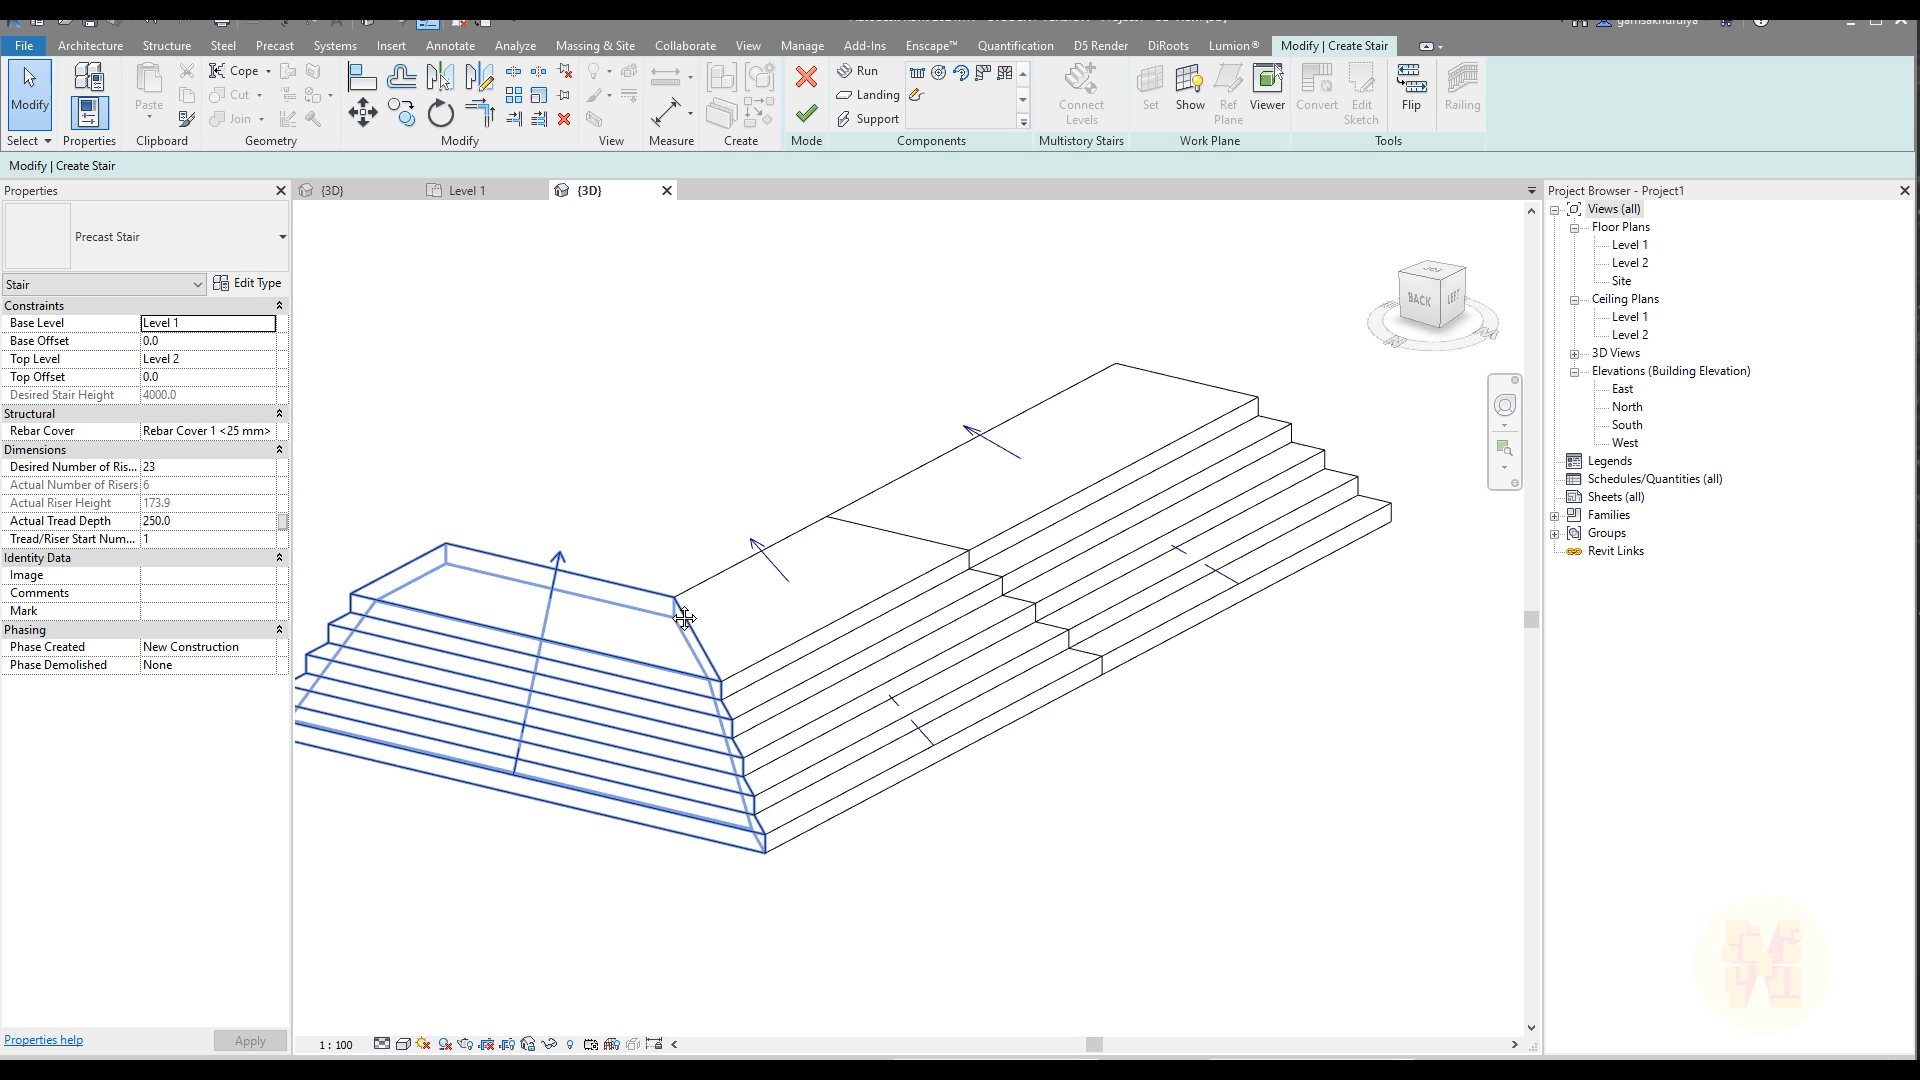 garrisakhuruiya
File Architecture Structure Steel Precast Systems Insert Annotate Analyze Massing & Site Collaborate View Manage Add-Ins Enscape™ Quantification D5 Render DiRoots Lumion® Modify | Create Stair
Modify
Select
Properties
Paste
Clipboard
Cope
Cut
Join
Geometry
Modify
View
Measure
Create
Mode
Run
Landing
Support
Components
Connect
Levels
Multistory Stairs
Set
Show
Ref
Plane
Viewer
Work Plane
Convert
Edit
Sketch
Flip
Railing
Tools
Modify | Create Stair
Properties
{3D}
Level 1
{3D}
Project Browser - Project1
Precast Stair
Stair
Edit Type
Constraints
Base Level Level 1
Base Offset 0.0
Top Level Level 2
Top Offset 0.0
Desired Stair Height 4000.0
Structural
Rebar Cover Rebar Cover 1 <25 mm>
Dimensions
Desired Number of Ris... 23
Actual Number of Risers 6
Actual Riser Height 173.9
Actual Tread Depth 250.0
Tread/Riser Start Num... 1
Identity Data
Image
Comments
Mark
Phasing
Phase Created New Construction
Phase Demolished None
Properties help
Apply
BACK
LEFT
TOP
1 : 100
Views (all)
Floor Plans
Level 1
Level 2
Site
Ceiling Plans
Level 1
Level 2
3D Views
Elevations (Building Elevation)
East
North
South
West
Legends
Schedules/Quantities (all)
Sheets (all)
Families
Groups
Revit Links